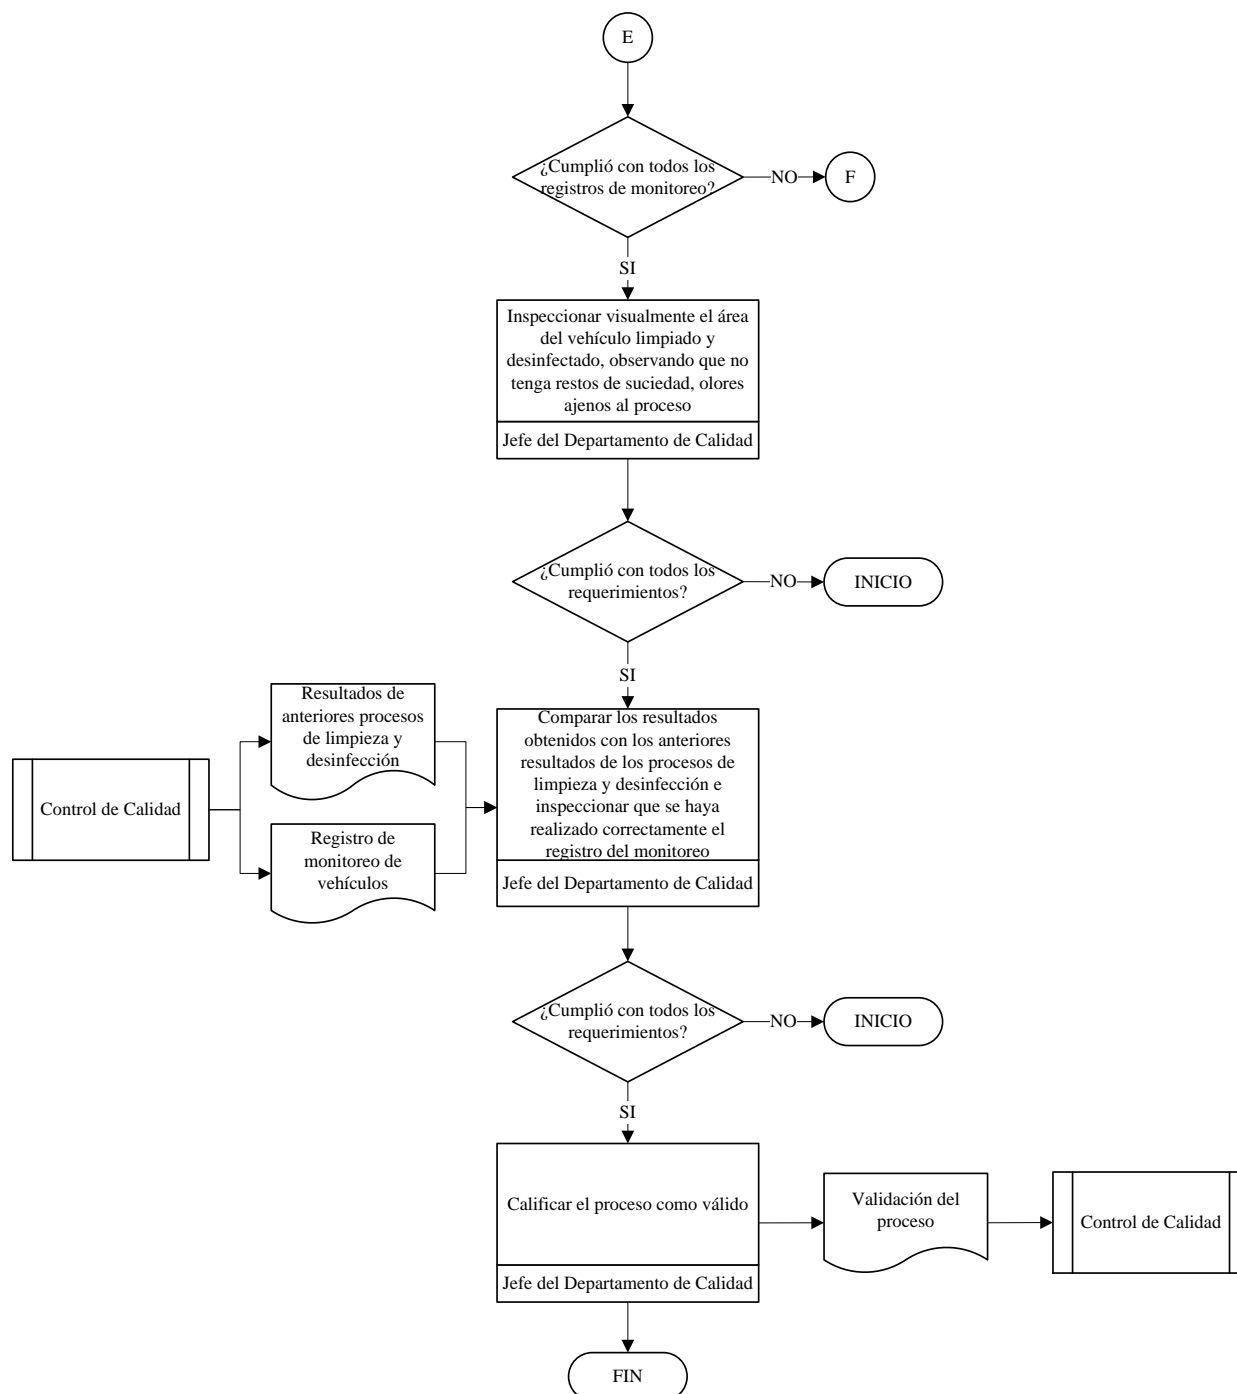 E
¿Cumplió con todos los
registros de monitoreo?
NO
F
SI
Inspeccionar visualmente el área
del vehículo limpiado y
desinfectado, observando que no
tenga restos de suciedad, olores
ajenos al proceso
Jefe del Departamento de Calidad
¿Cumplió con todos los
requerimientos?
NO
INICIO
SI
Control de Calidad
Resultados de
anteriores procesos
de limpieza y
desinfección
Registro de
monitoreo de
vehículos
Comparar los resultados
obtenidos con los anteriores
resultados de los procesos de
limpieza y desinfección e
inspeccionar que se haya
realizado correctamente el
registro del monitoreo
Jefe del Departamento de Calidad
¿Cumplió con todos los
requerimientos?
NO
INICIO
SI
Calificar el proceso como válido
Jefe del Departamento de Calidad
Validación del
proceso
Control de Calidad
FIN